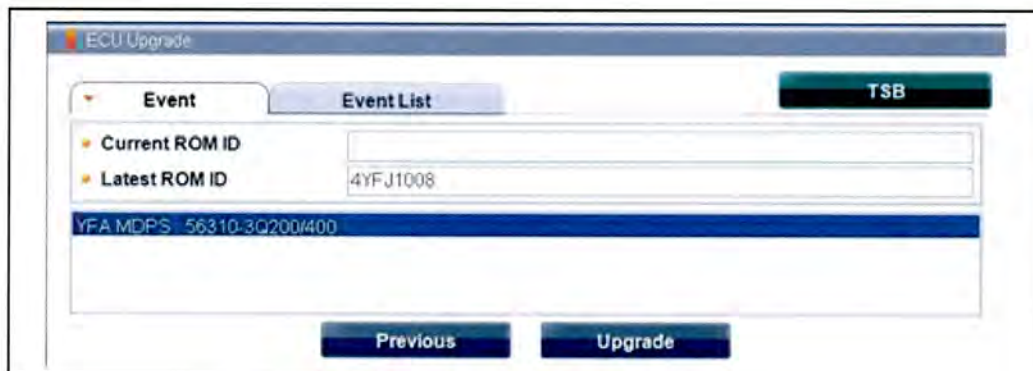 ECU Upgrade
TSB
Event
Event List
Current ROM ID
Latest ROM ID
4YFJ1008
YFA MDPS : 56310-3Q200/400
Previous
Upgrade